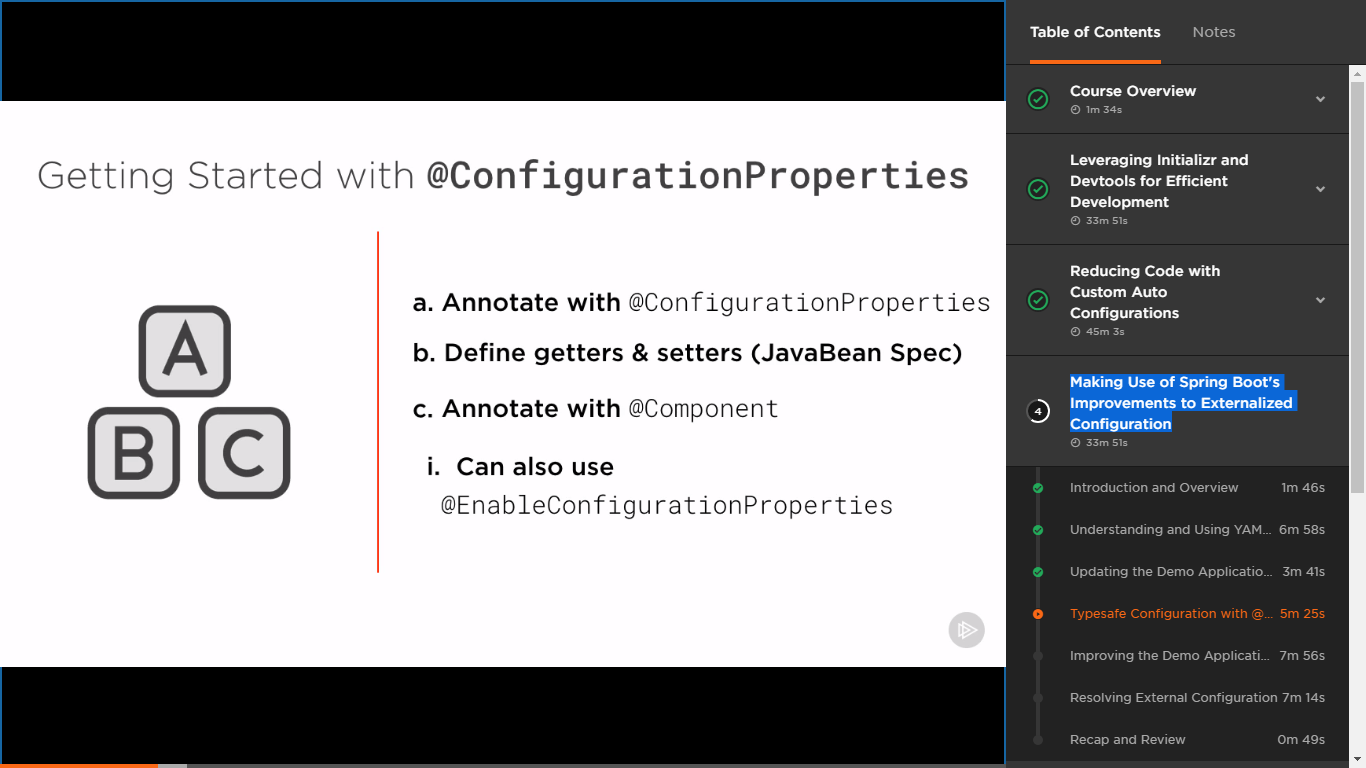 Getting Started with @ConfigurationProperties
A
B
C
a. Annotate with @ConfigurationProperties
b. Define getters & setters (JavaBean Spec)
c. Annotate with @Component
i. Can also use
@EnableConfigurationProperties
Table of Contents
Notes
Course Overview
1m 34s
Leveraging Initializr and
Devtools for Efficient
Development
33m 51s
Reducing Code with
Custom Auto
Configurations
45m 3s
4
Making Use of Spring Boot's
Improvements to Externalized
Configuration
33m 51s
Introduction and Overview 1m 46s
Understanding and Using YAM... 6m 58s
Updating the Demo Applicatio... 3m 41s
Typesafe Configuration with @... 5m 25s
Improving the Demo Applicati... 7m 56s
Resolving External Configuration 7m 14s
Recap and Review 0m 49s